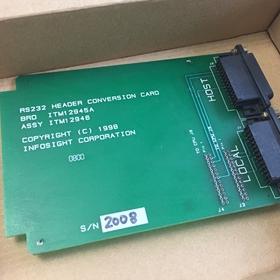 RS232 HEADER CONVERSION CARD
BRD ITM12945A
ASSY ITM12946
COPYRIGHT (C) 1998
INFOSIGHT CORPORATION
0800
S/N 2008
HOST
LOCAL